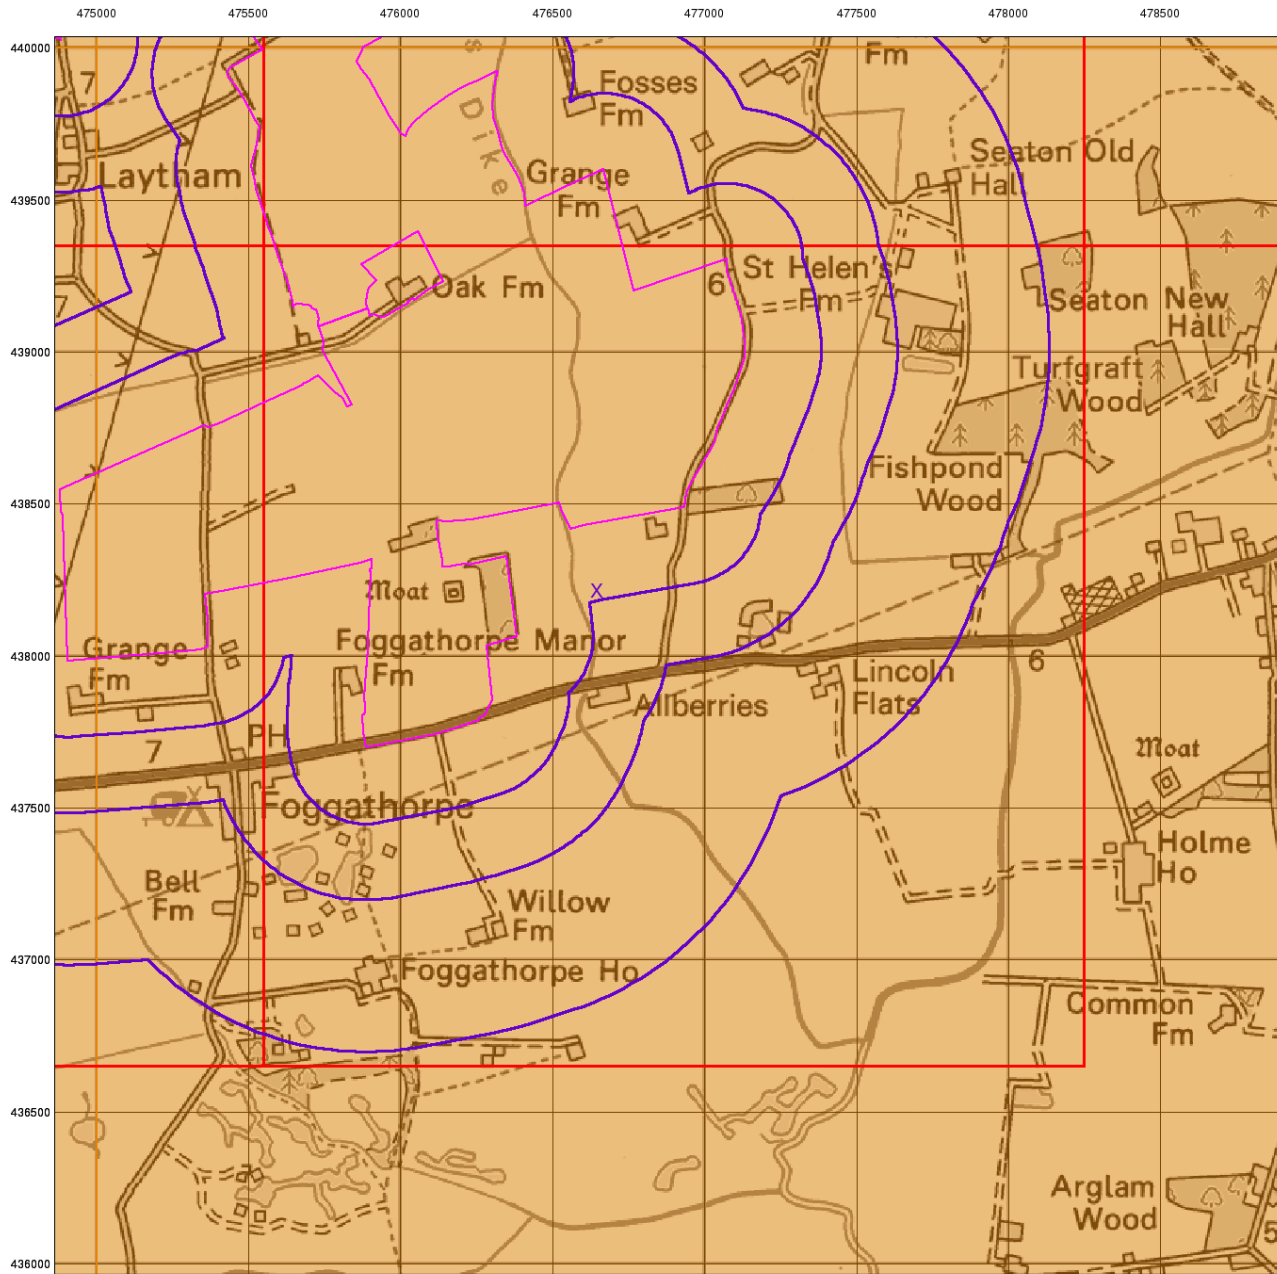 475000 475500 476000 476500 477000 477500 478000 478500
440000
439500
439000
438500
438000
437500
437000
436500
436000
7
s
Dike
Fosses
Fm
Fm
Laytham
Grange
Fm
Seaton Old
Hall
7
Oak Fm
6
St Helen's
Fm
Seaton New
Hall
Turfgraft
Wood
Fishpond
Wood
Moat
X
Foggathorpe Manor
Fm
Grange
Fm
Allberries
Lincoln
Flats
6
7
PH
Moat
Foggathorpe
Bell
Fm
Willow
Fm
Holme
Ho
Foggathorpe Ho
Common
Fm
Arglam
Wood
5